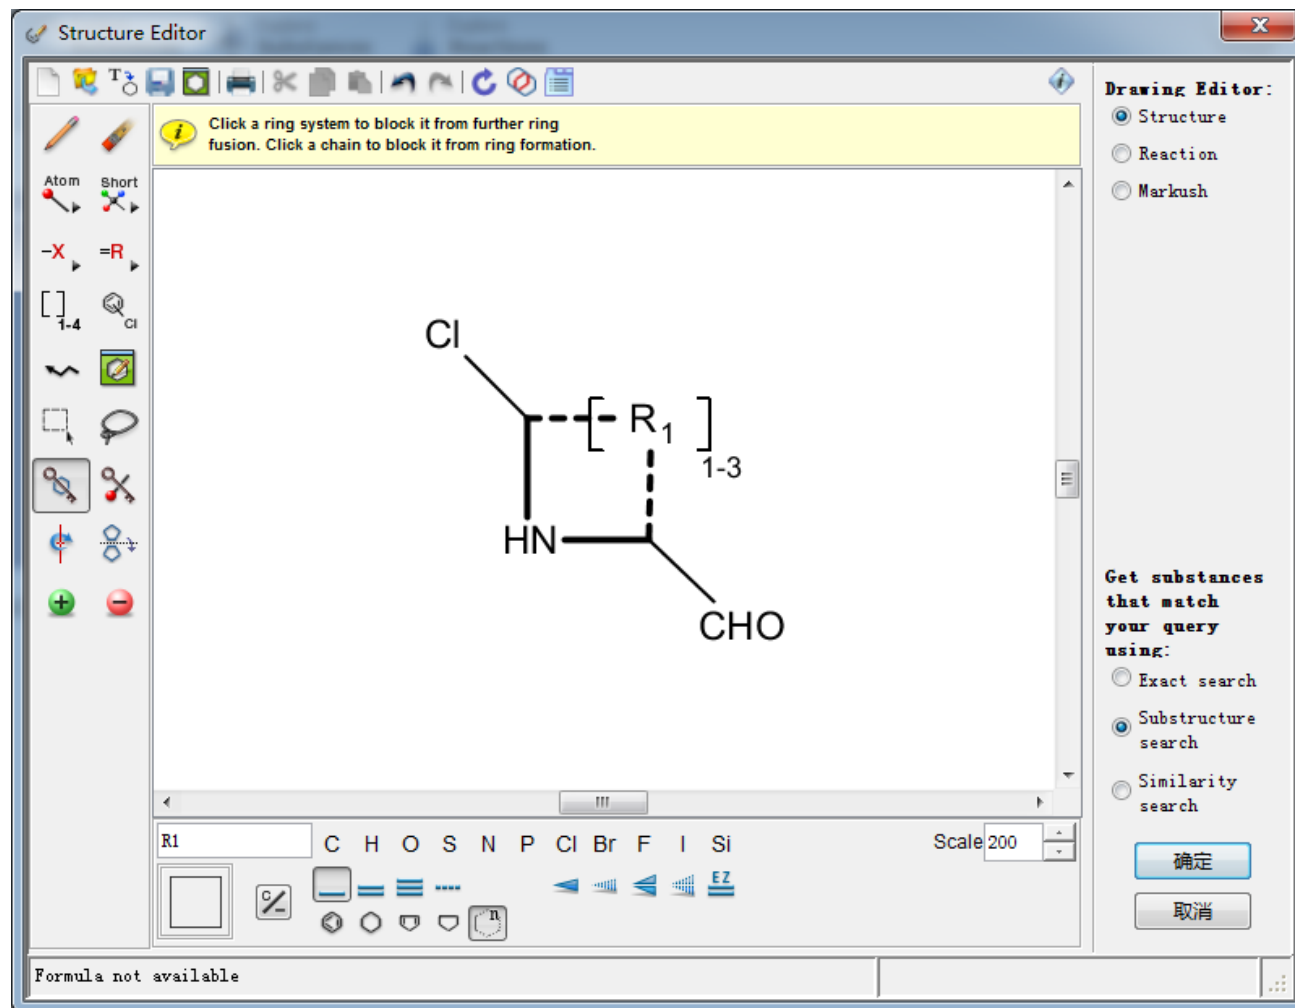 Structure Editor
Drawing Editor:
Structure
Reaction
Markush
Click a ring system to block it from further ring
fusion. Click a chain to block it from ring formation.
Atom
Short
-X
=R
[ ]
1-4
Cl
Cl
[R1]
1-3
HN
CHO
Get substances
that match
your query
using:
Exact search
Substructure
search
Similarity
search
R1
C H O S N P Cl Br F I Si
Scale 200
EZ
n
确定
取消
Formula not available